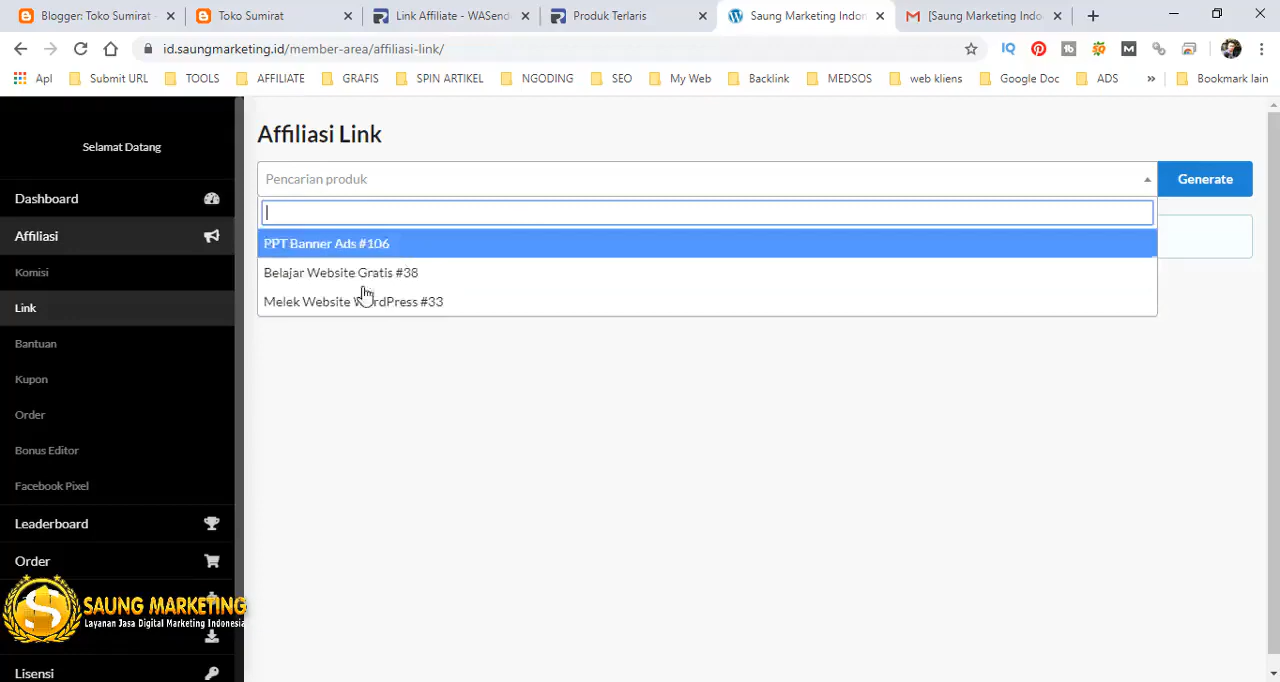 Blogger: Toko Sumirat -
Toko Sumirat
Link Affiliate - WASend
Produk Terlaris
Saung Marketing Indon
[Saung Marketing Indo
id.saungmarketing.id/member-area/affiliasi-link/
Apl
Submit URL
TOOLS
AFFILIATE
GRAFIS
SPIN ARTIKEL
NGODING
SEO
My Web
Backlink
MEDSOS
web kliens
Google Doc
ADS
»
Bookmark lain
Selamat Datang
Dashboard
Affiliasi
Komisi
Link
Bantuan
Kupon
Order
Bonus Editor
Facebook Pixel
Leaderboard
Order
SAUNG MARKETING
Layanan Jasa Digital Marketing Indonesia
Lisensi
Affiliasi Link
Pencarian produk
Generate
PPT Banner Ads #106
Belajar Website Gratis #38
Melek Website WordPress #33